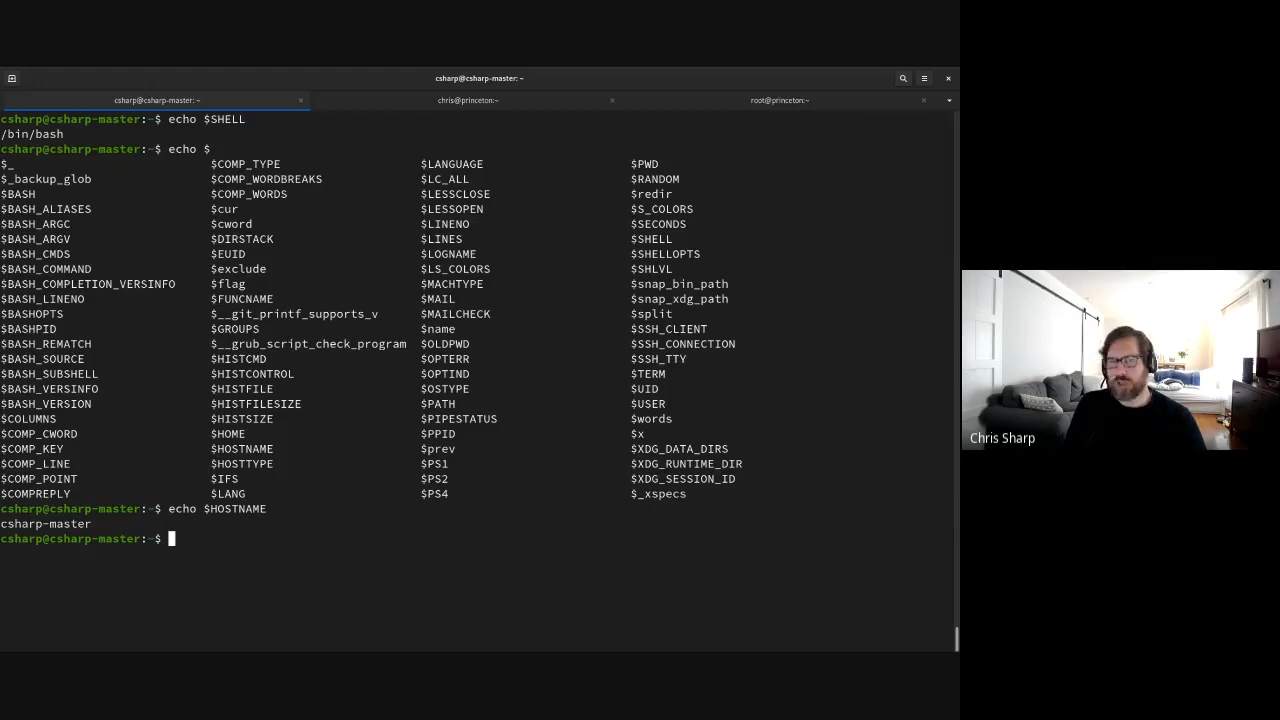 csharp@csharp-master: ~
csharp@csharp-master: ~ × chris@princeton:~ × root@princeton:~ ×
csharp@csharp-master:~$ echo $SHELL
/bin/bash
csharp@csharp-master:~$ echo $
$_ $COMP_TYPE $LANGUAGE $PWD
$_backup_glob $COMP_WORDBREAKS $LC_ALL $RANDOM
$BASH $COMP_WORDS $LESSCLOSE $redir
$BASH_ALIASES $cur $LESSOPEN $S_COLORS
$BASH_ARGC $cword $LINENO $SECONDS
$BASH_ARGV $DIRSTACK $LINES $SHELL
$BASH_CMDS $EUID $LOGNAME $SHELLOPTS
$BASH_COMMAND $exclude $LS_COLORS $SHLVL
$BASH_COMPLETION_VERSINFO $flag $MACHTYPE $snap_bin_path
$BASH_LINENO $FUNCNAME $MAIL $snap_xdg_path
$BASHOPTS $__git_printf_supports_v $MAILCHECK $split
$BASHPID $GROUPS $name $SSH_CLIENT
$BASH_REMATCH $__grub_script_check_program $OLDPWD $SSH_CONNECTION
$BASH_SOURCE $HISTCMD $OPTERR $SSH_TTY
$BASH_SUBSHELL $HISTCONTROL $OPTIND $TERM
$BASH_VERSINFO $HISTFILE $OSTYPE $UID
$BASH_VERSION $HISTFILESIZE $PATH $USER
$COLUMNS $HISTSIZE $PIPESTATUS $words
$COMP_CWORD $HOME $PPID $x
$COMP_KEY $HOSTNAME $prev $XDG_DATA_DIRS
$COMP_LINE $HOSTTYPE $PS1 $XDG_RUNTIME_DIR
$COMP_POINT $IFS $PS2 $XDG_SESSION_ID
$COMPREPLY $LANG $PS4 $_xspecs
csharp@csharp-master:~$ echo $HOSTNAME
csharp-master
csharp@csharp-master:~$
Chris Sharp